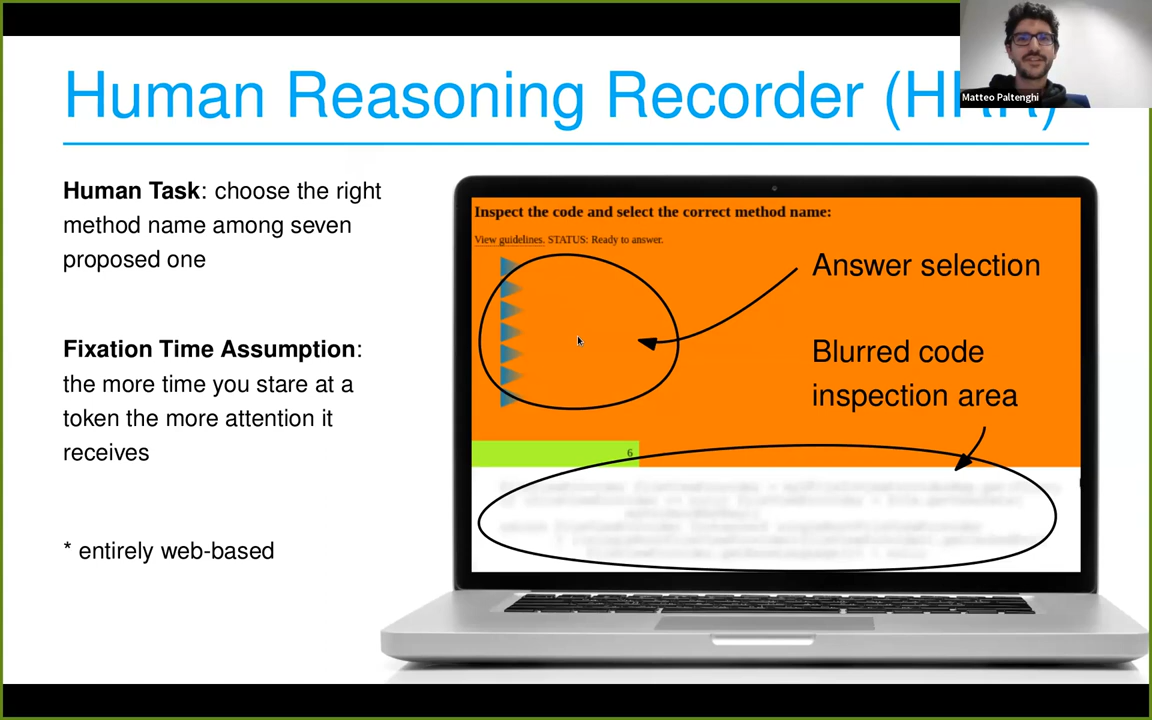 Human Reasoning Recorder (HRR)
Matteo Paltenghi
Human Task: choose the right
method name among seven
proposed one
Fixation Time Assumption:
the more time you stare at a
token the more attention it
receives
* entirely web-based
Inspect the code and select the correct method name:
View guidelines. STATUS: Ready to answer.
Answer selection
Blurred code
inspection area
6